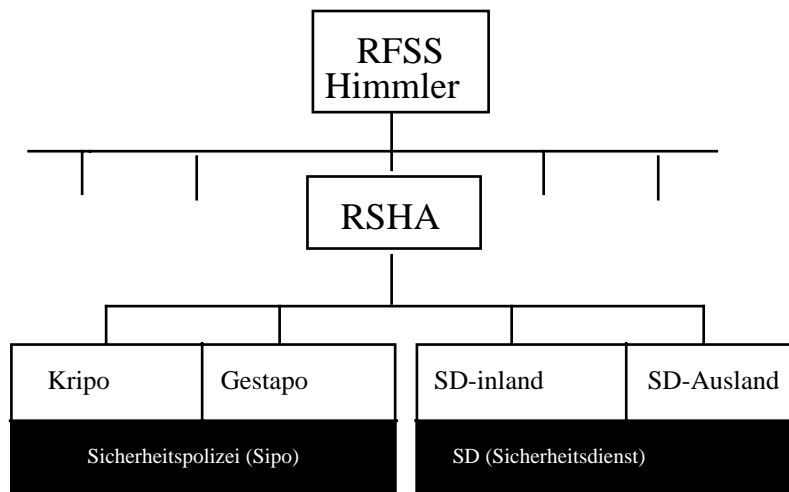 RFSS
Himmler
RSHA
Kripo
Gestapo
SD-inland
SD-Ausland
Sicherheitspolizei (Sipo)
SD (Sicherheitsdienst)